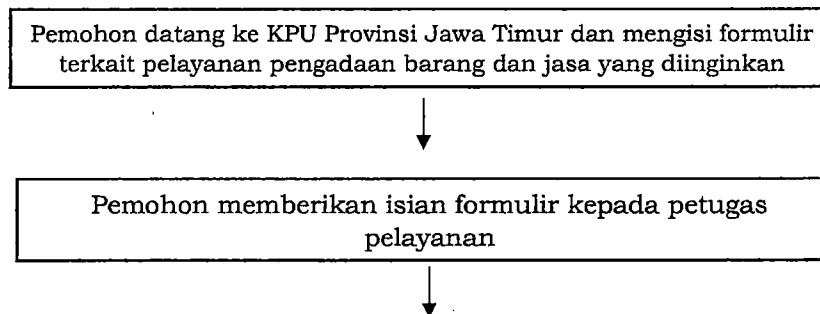 Pemohon datang ke KPU Provinsi Jawa Timur dan mengisi formulir
terkait pelayanan pengadaan barang dan jasa yang diinginkan
Pemohon memberikan isian formulir kepada petugas
pelayanan